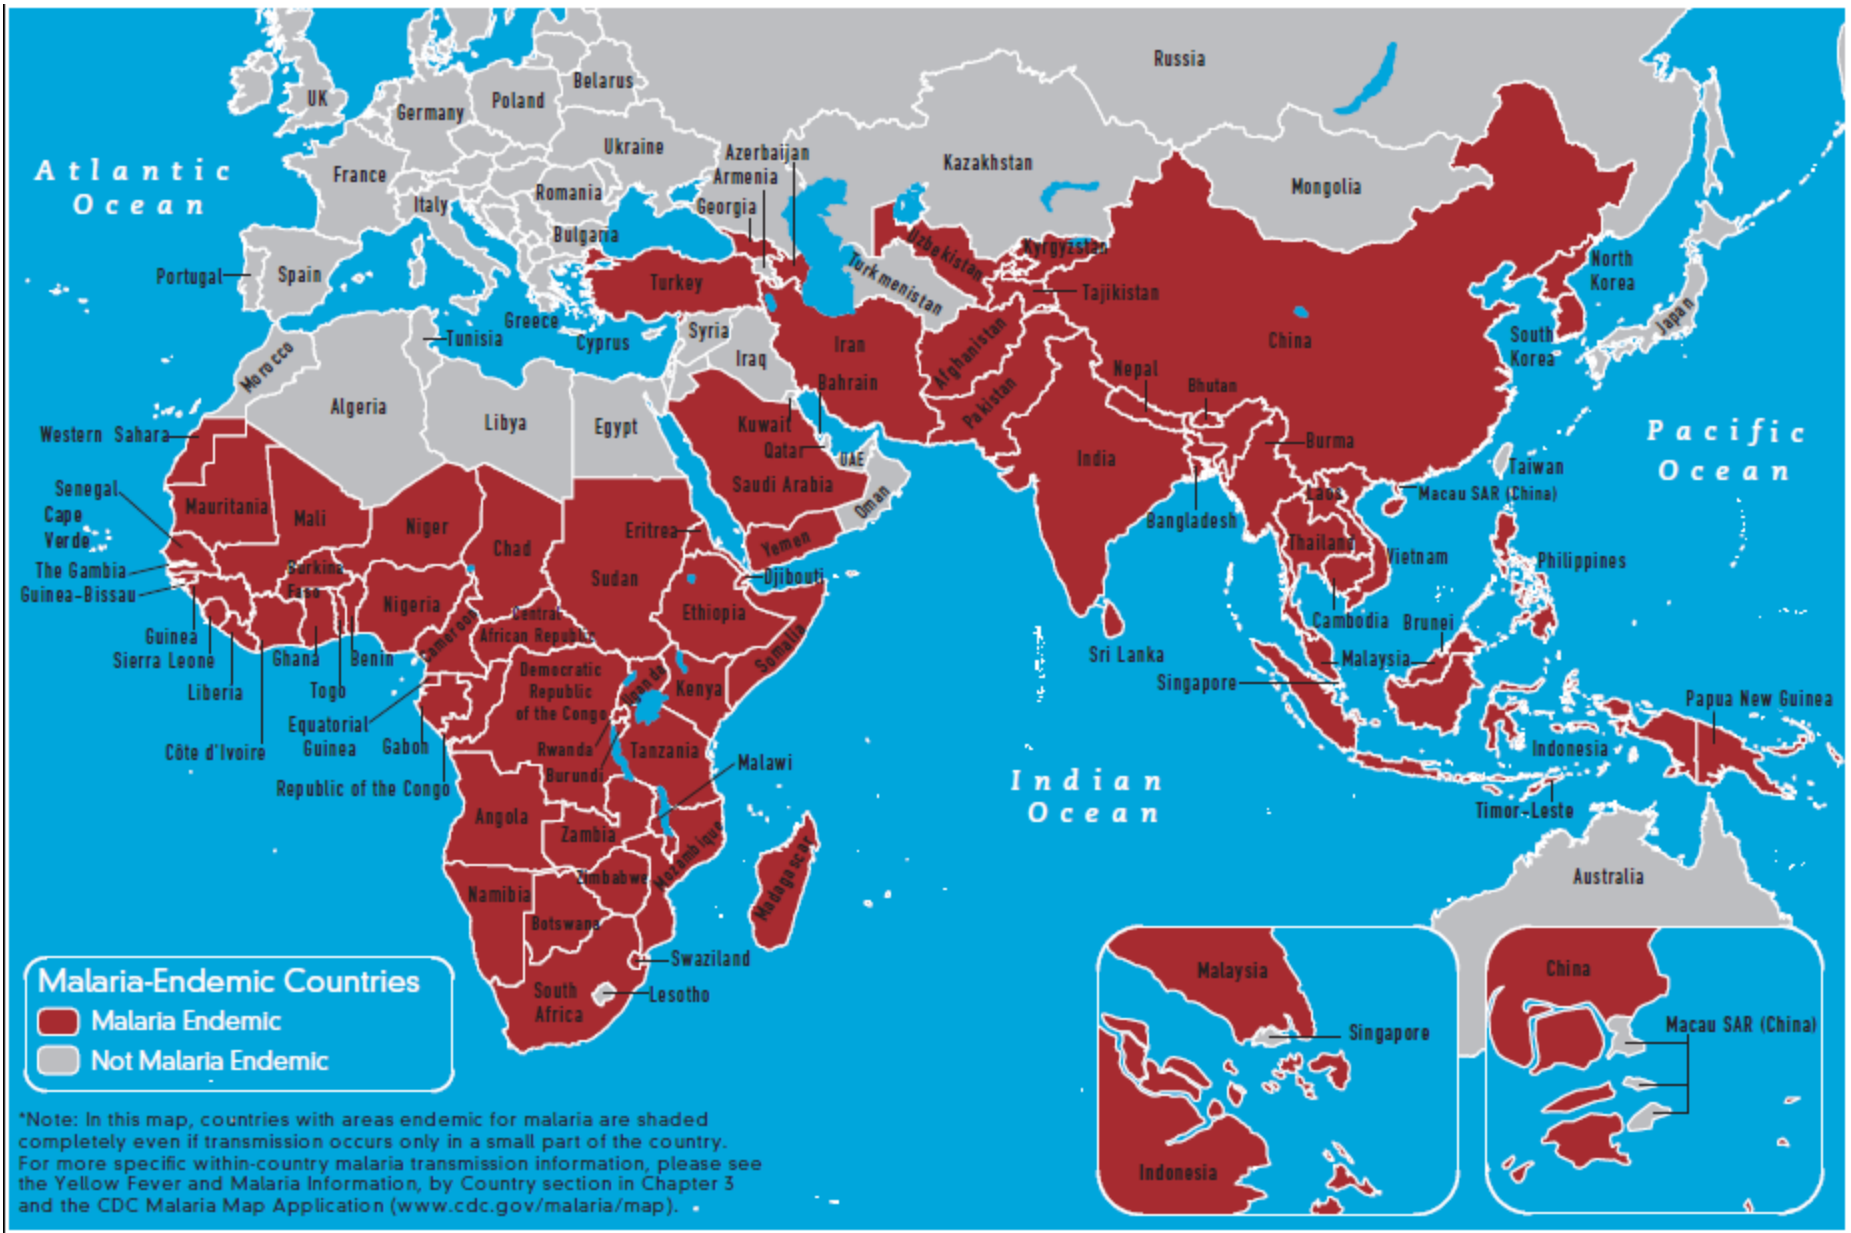 Russia
Belarus
UK
Poland
Germany
Ukraine
Azerbaijan
Kazakhstan
Atlantic
Ocean
France
Armenia
Mongolia
Romania
Italy
Georgia
Bulgaria
Uzbekistan
Kyrgyzstan
North
Korea
Portugal
Spain
Turkey
Turkmenistan
Tajikistan
Japan
Greece
Tunisia
Cyprus
Syria
Iraq
Iran
Afghanistan
China
South
Korea
Morocco
Nepal
Bhutan
Bahrain
Pakistan
Algeria
Libya
Egypt
Kuwait
Qatar
UAE
Western Sahara
Burma
Pacific
Ocean
India
Taiwan
Saudi Arabia
Oman
Laos
Macau SAR (China)
Senegal
Mauritania
Mali
Niger
Chad
Eritrea
Yemen
Bangladesh
Thailand
Vietnam
Philippines
Cape
Verde
The Gambia
Guinea-Bissau
Burkina
Faso
Sudan
Djibouti
Nigeria
Ethiopia
Central
African Republic
Cameroon
Somalia
Cambodia
Brunei
Guinea
Sierra Leone
Ghana
Benin
Sri Lanka
Malaysia
Singapore
Liberia
Togo
Democratic
Republic
of the Congo
Uganda
Kenya
Papua New Guinea
Côte d'Ivoire
Equatorial
Guinea
Gabon
Rwanda
Burundi
Tanzania
Malawi
Indonesia
Republic of the Congo
Indian
Ocean
Timor-Leste
Angola
Zambia
Mozambique
Madagascar
Australia
Zimbabwe
Namibia
Botswana
Swaziland
South
Africa
Lesotho
Malaria-Endemic Countries
Malaria Endemic
Not Malaria Endemic
Malaysia
Singapore
Indonesia
China
Macau SAR (China)
*Note: In this map, countries with areas endemic for malaria are shaded
completely even if transmission occurs only in a small part of the country.
For more specific within-country malaria transmission information, please see
the Yellow Fever and Malaria Information, by Country section in Chapter 3
and the CDC Malaria Map Application (www.cdc.gov/malaria/map).